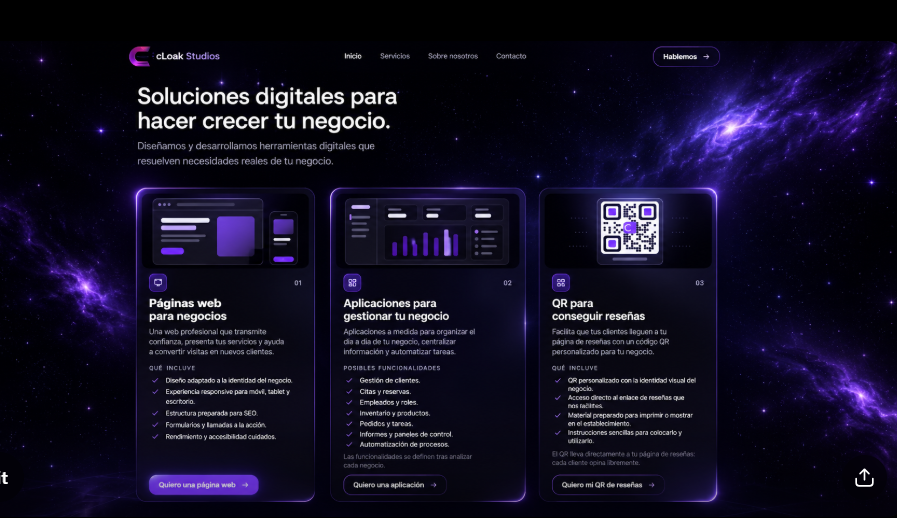 cLoak Studios
Inicio
Servicios
Sobre nosotros
Contacto
Hablemos
Soluciones digitales para
hacer crecer tu negocio.
Diseñamos y desarrollamos herramientas digitales que
resuelven necesidades reales de tu negocio.
01
Páginas web
para negocios
Una web profesional que transmite
confianza, presenta tus servicios y ayuda
a convertir visitas en nuevos clientes.
QUÉ INCLUYE
Diseño adaptado a la identidad del negocio.
Experiencia responsive para móvil, tablet y
escritorio.
Estructura preparada para SEO.
Formularios y llamadas a la acción.
Rendimiento y accesibilidad cuidados.
Quiero una página web
02
Aplicaciones para
gestionar tu negocio
Aplicaciones a medida para organizar el
día a día de tu negocio, centralizar
información y automatizar tareas.
POSIBLES FUNCIONALIDADES
Gestión de clientes.
Citas y reservas.
Empleados y roles.
Inventario y productos.
Pedidos y tareas.
Informes y paneles de control.
Automatización de procesos.
Las funcionalidades se definen tras analizar
cada negocio.
Quiero una aplicación
03
QR para
conseguir reseñas
Facilita que tus clientes lleguen a tu
página de reseñas con un código QR
personalizado para tu negocio.
QUÉ INCLUYE
QR personalizado con la identidad visual del
negocio.
Acceso directo al enlace de reseñas que
nos facilites.
Material preparado para imprimir o mostrar
en el establecimiento.
Instrucciones sencillas para colocarlo y
utilizarlo.
El QR lleva directamente a tu página de reseñas:
cada cliente opina libremente.
Quiero mi QR de reseñas